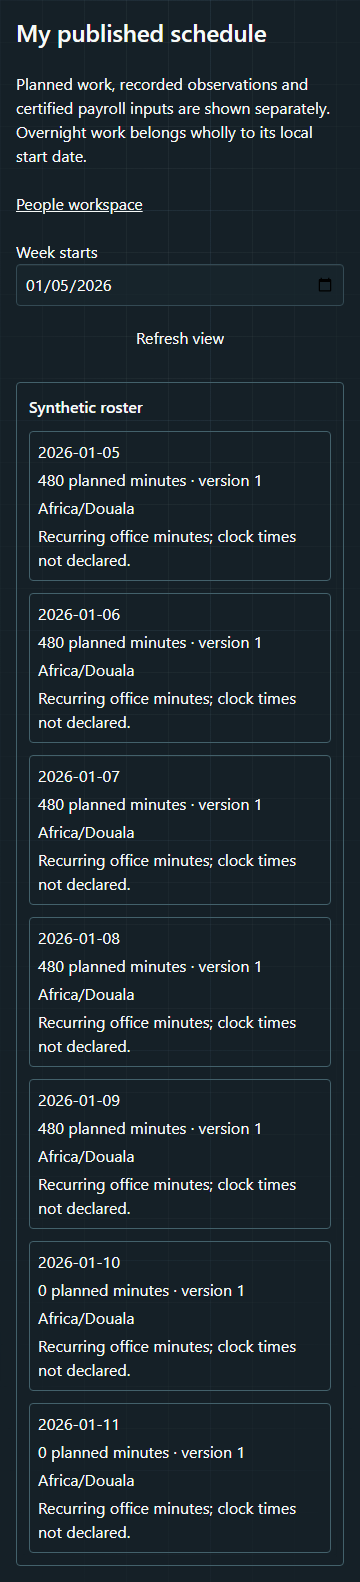 My published schedule
Planned work, recorded observations and
certified payroll inputs are shown separately.
Overnight work belongs wholly to its local
start date.
People workspace
Week starts
01/05/2026
Refresh view
Synthetic roster
2026-01-05
480 planned minutes · version 1
Africa/Douala
Recurring office minutes; clock times
not declared.
2026-01-06
480 planned minutes · version 1
Africa/Douala
Recurring office minutes; clock times
not declared.
2026-01-07
480 planned minutes · version 1
Africa/Douala
Recurring office minutes; clock times
not declared.
2026-01-08
480 planned minutes · version 1
Africa/Douala
Recurring office minutes; clock times
not declared.
2026-01-09
480 planned minutes · version 1
Africa/Douala
Recurring office minutes; clock times
not declared.
2026-01-10
0 planned minutes · version 1
Africa/Douala
Recurring office minutes; clock times
not declared.
2026-01-11
0 planned minutes · version 1
Africa/Douala
Recurring office minutes; clock times
not declared.